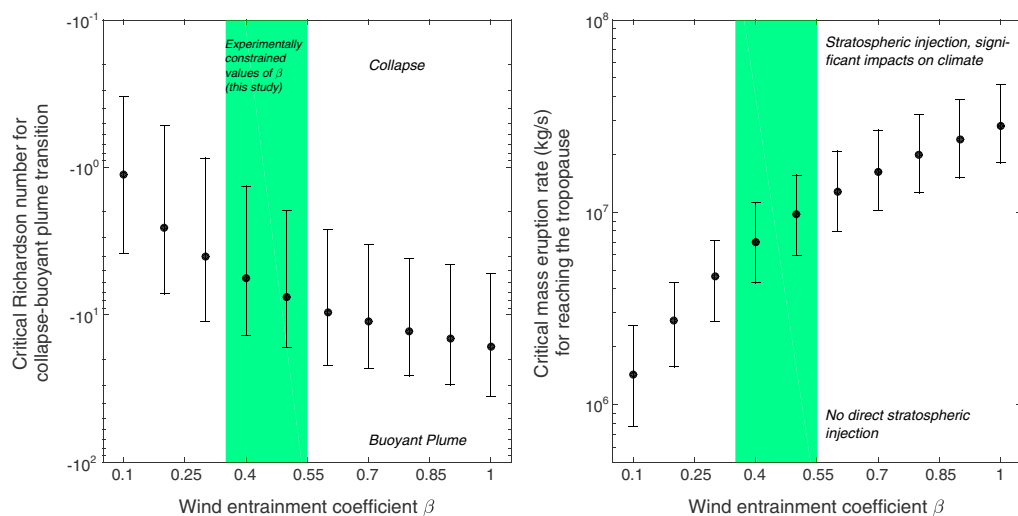 Critical Richardson number for
collapse-buoyant plume transition
-10^-1
-10^0
-10^1
-10^2
Experimentally
constrained
values of β
(this study)
Collapse
Buoyant Plume
0.1 0.25 0.4 0.55 0.7 0.85 1
Wind entrainment coefficient β
Critical mass eruption rate (kg/s)
for reaching the tropopause
10^8
10^7
10^6
Stratospheric injection, signi-
ficant impacts on climate
No direct stratospheric
injection
0.1 0.25 0.4 0.55 0.7 0.85 1
Wind entrainment coefficient β